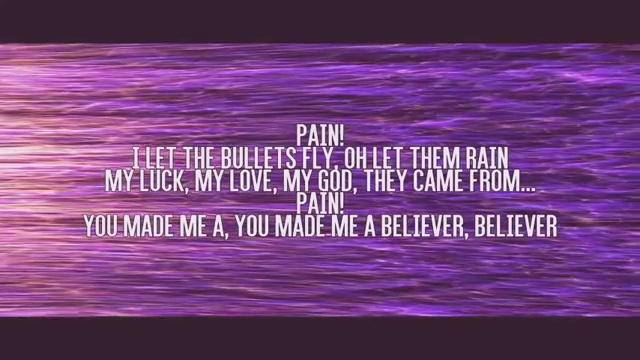 PAIN!
I LET THE BULLETS FLY, OH LET THEM RAIN
MY LUCK, MY LOVE, MY GOD, THEY CAME FROM...
PAIN!
YOU MADE ME A, YOU MADE ME A BELIEVER, BELIEVER